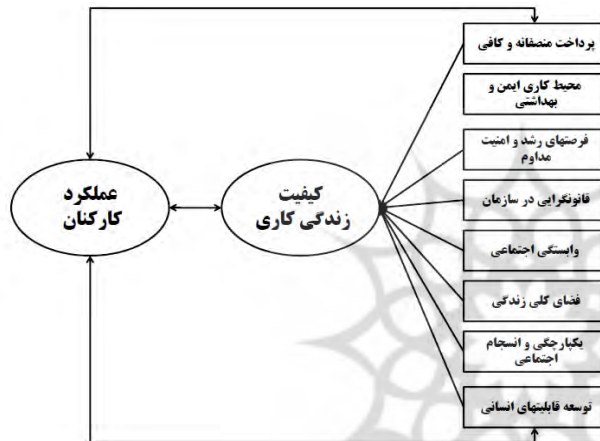 پرداخت منصفانه و کافی
محیط کاری ایمن و
بهداشتی
فرصتهای رشد و امنیت
مداوم
قانونگرایی در سازمان
وابستگی اجتماعی
فضای کلی زندگی
یکپارچگی و انسجام
اجتماعی
توسعه قابلیتهای انسانی
کیفیت
زندگی کاری
عملکرد
کارکنان